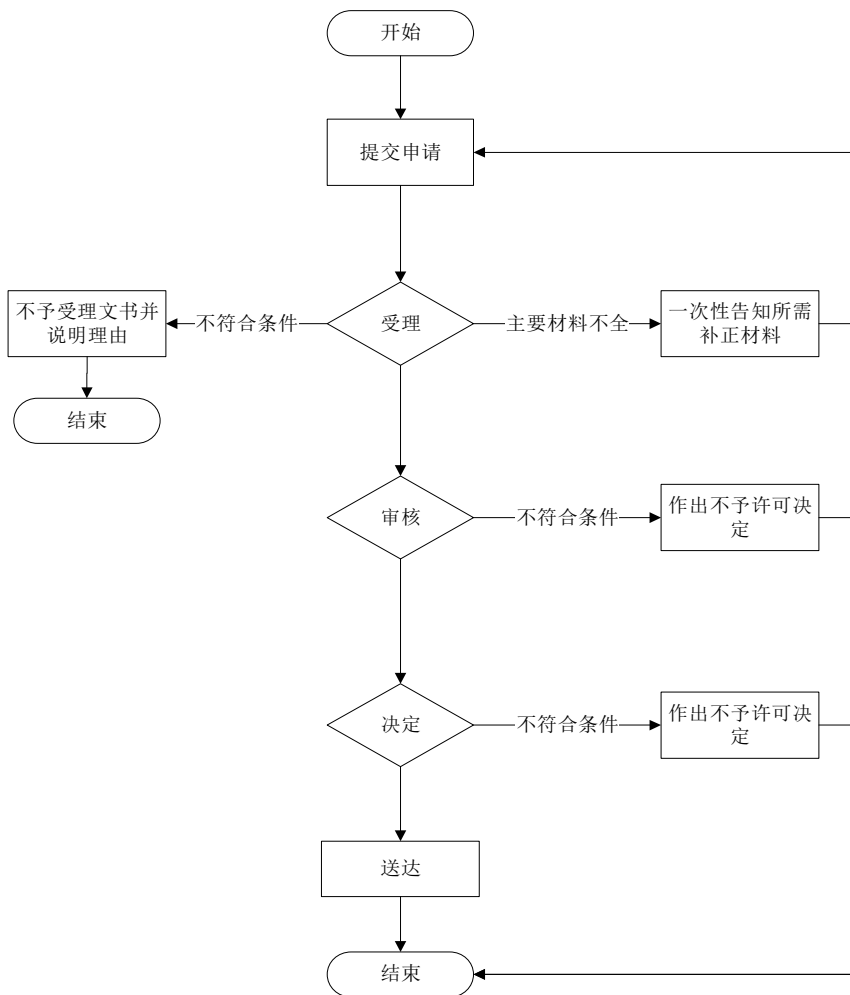 开始
提交申请
不予受理文书并
说明理由
不符合条件
受理
主要材料不全
一次性告知所需
补正材料
结束
审核
不符合条件
作出不予许可决
定
决定
不符合条件
作出不予许可决
定
送达
结束